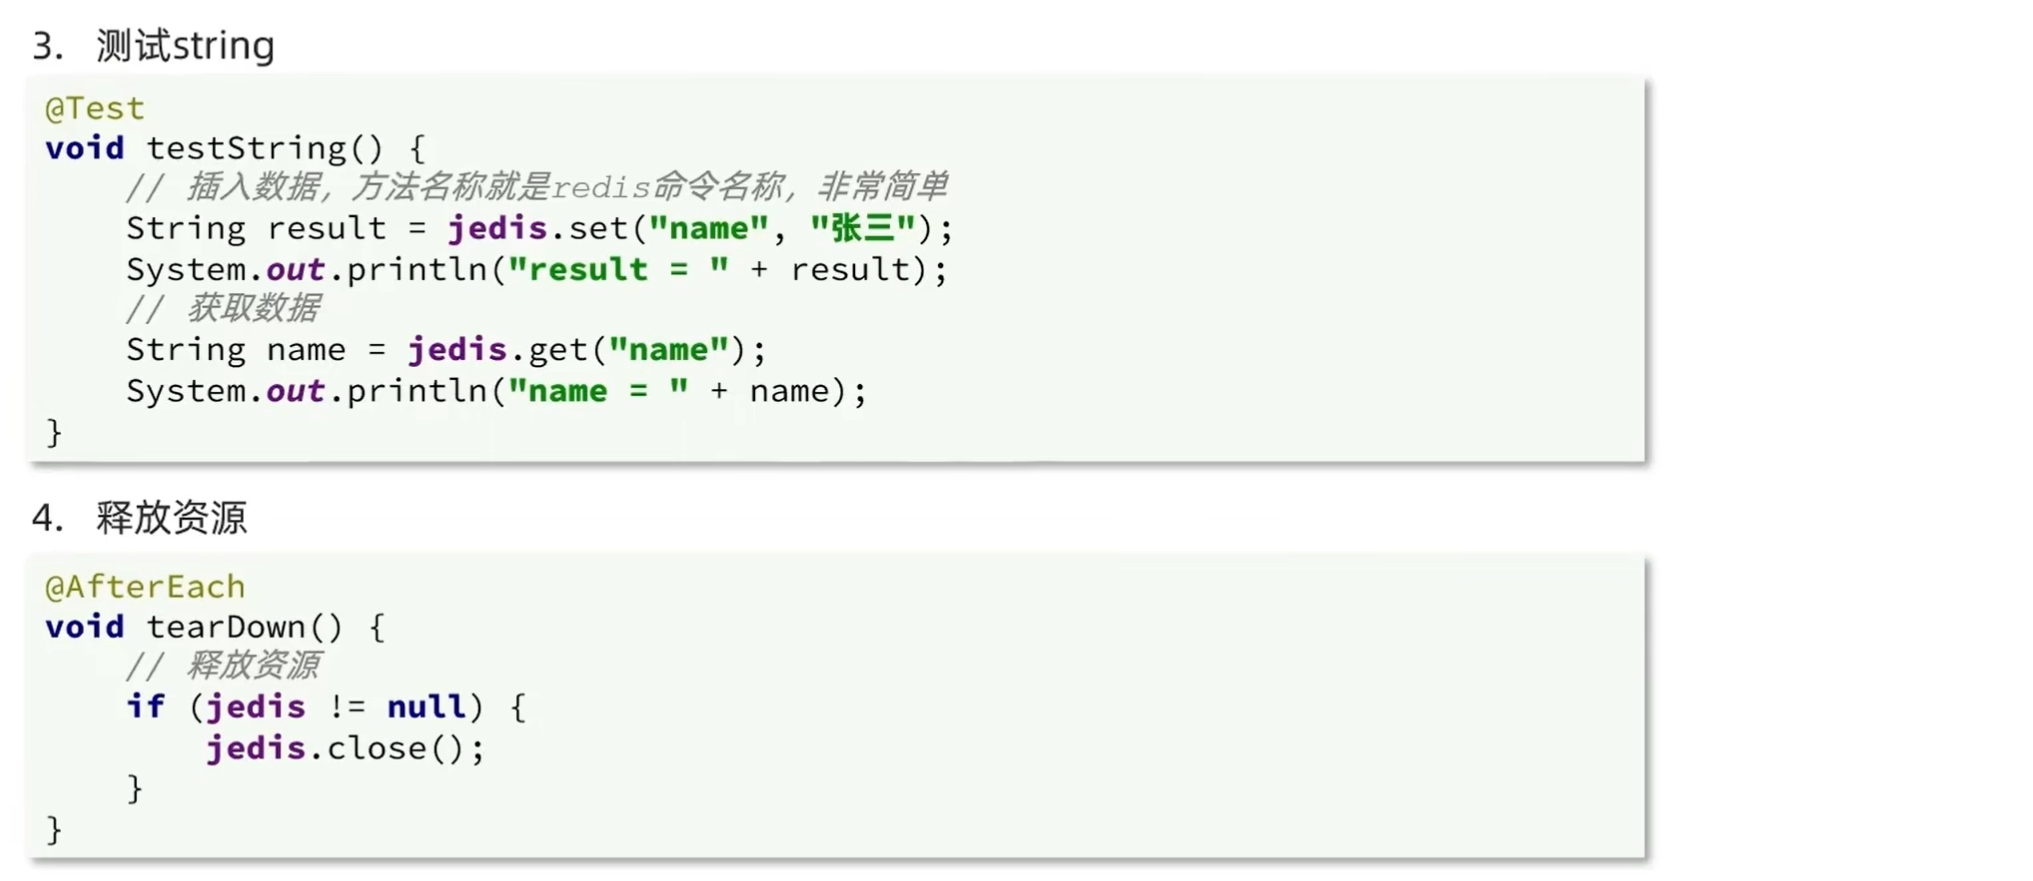 3. 测试string
@Test
void testString() {
    // 插入数据，方法名称就是redis命令名称，非常简单
    String result = jedis.set("name", "张三");
    System.out.println("result = " + result);
    // 获取数据
    String name = jedis.get("name");
    System.out.println("name = " + name);
}
4. 释放资源
@AfterEach
void tearDown() {
    // 释放资源
    if (jedis != null) {
        jedis.close();
    }
}